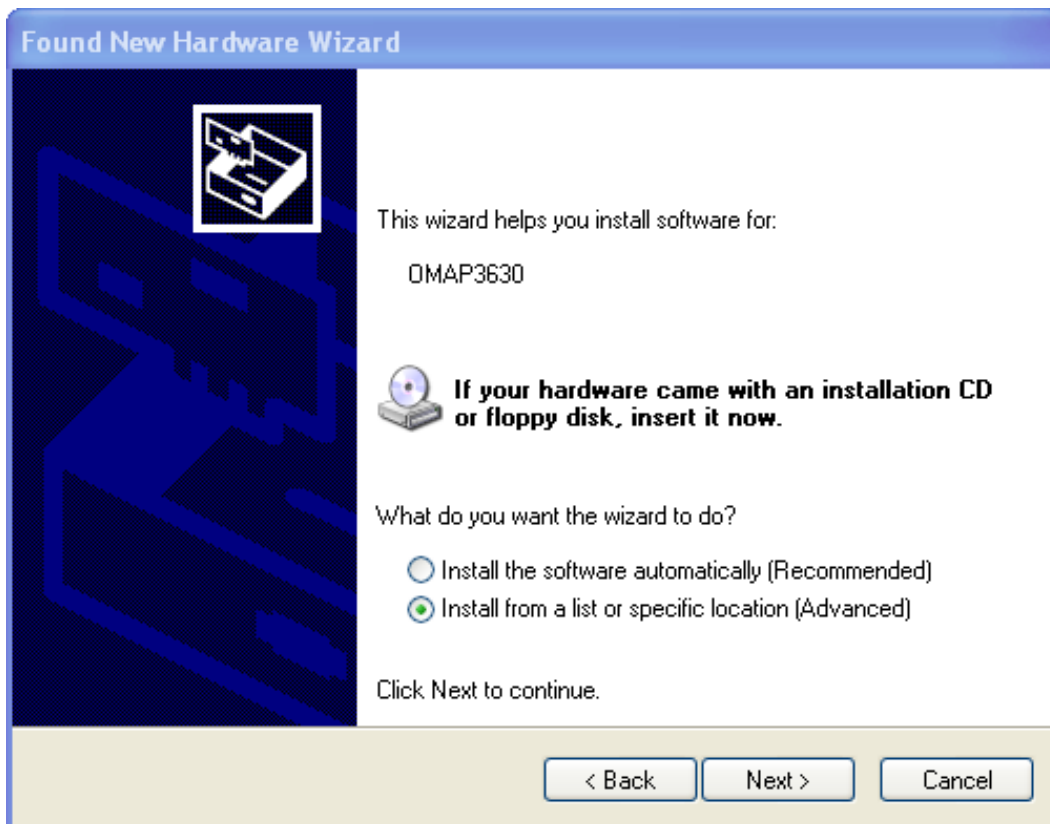 Found New Hardware Wizard
This wizard helps you install software for:
OMAP3630
If your hardware came with an installation CD
or floppy disk, insert it now.
What do you want the wizard to do?
Install the software automatically (Recommended)
Install from a list or specific location (Advanced)
Click Next to continue.
< Back
Next >
Cancel